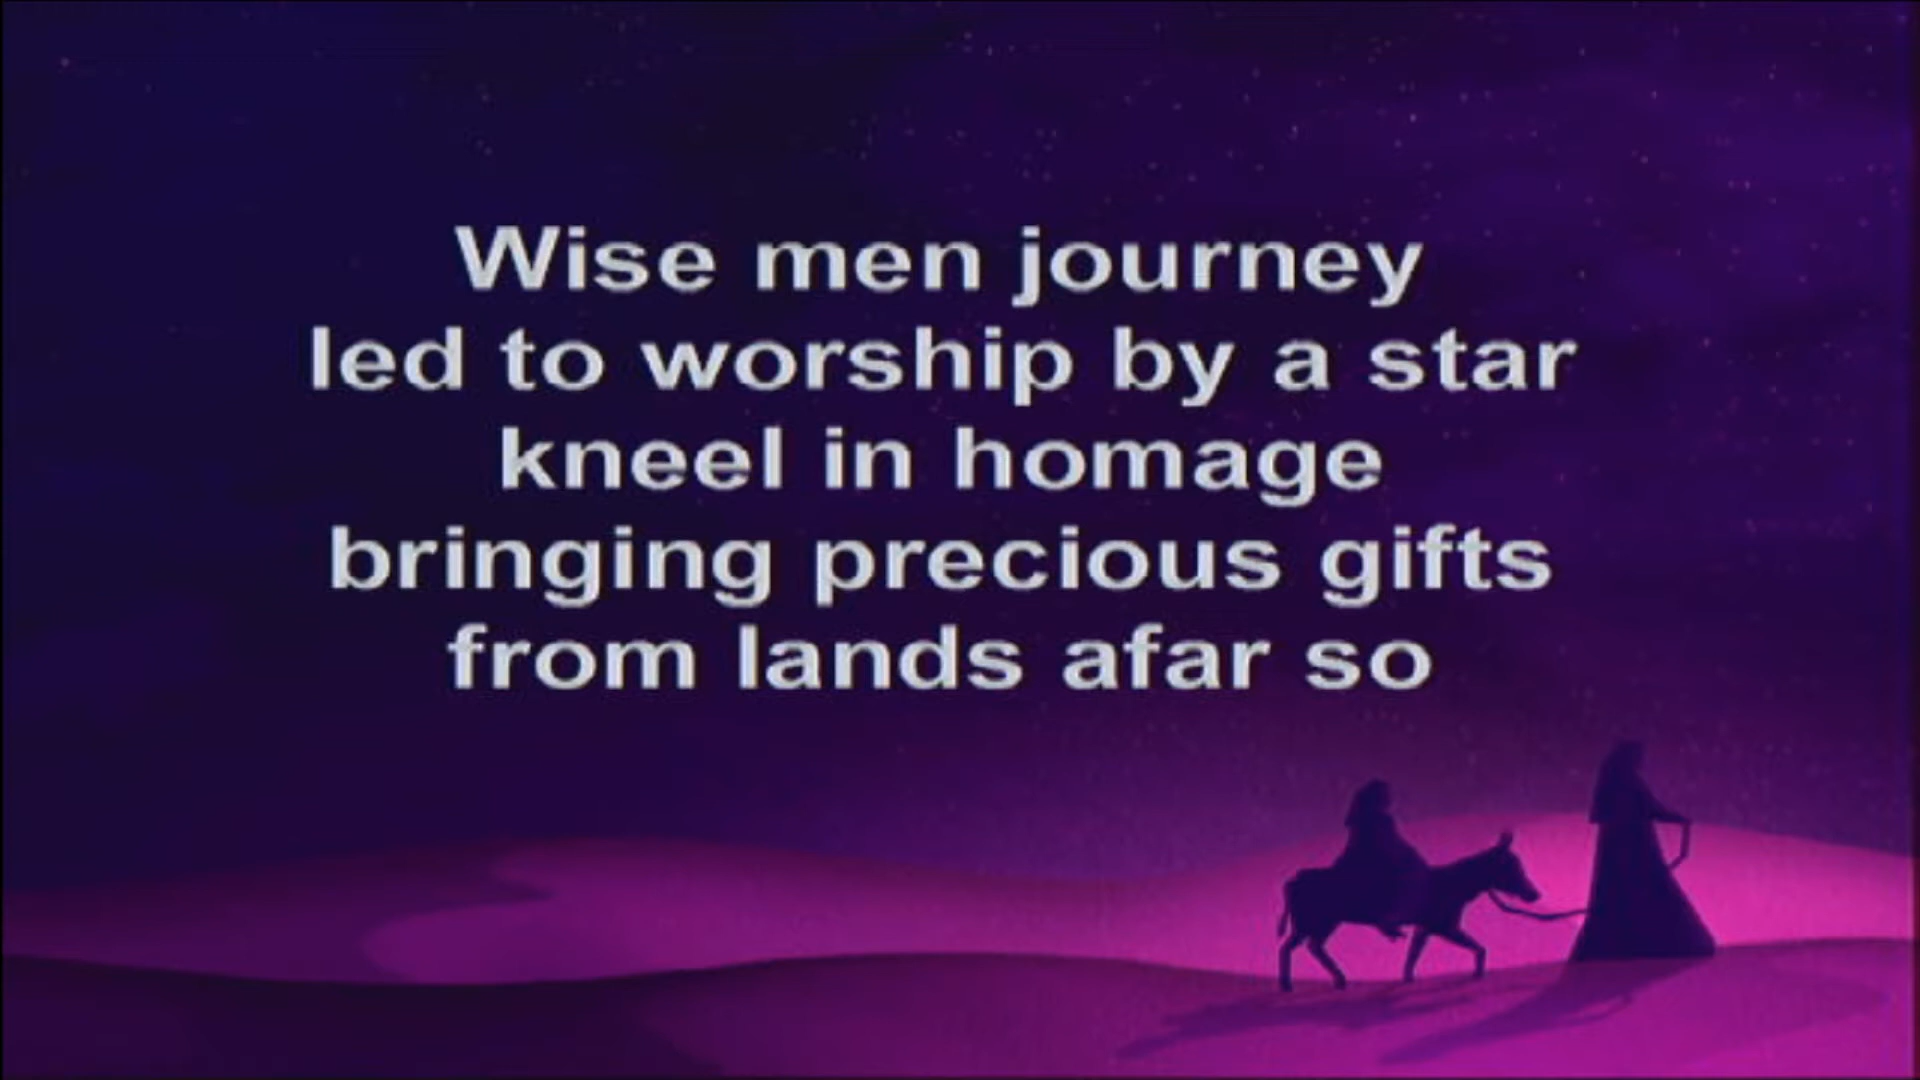 Wise men journey
led to worship by a star
kneel in homage
bringing precious gifts
from lands afar so